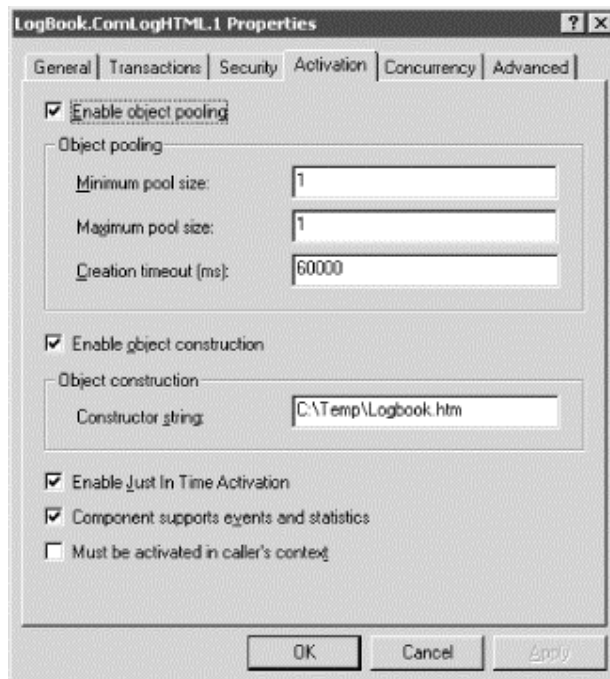 LogBook.ComLogHTML.1 Properties
General Transactions Security Activation Concurrency Advanced
Enable object pooling
Object pooling
Minimum pool size: 1
Maximum pool size: 1
Creation timeout (ms): 60000
Enable object construction
Object construction
Constructor string: C:\Temp\Logbook.htm
Enable Just In Time Activation
Component supports events and statistics
Must be activated in caller's context
OK Cancel Apply